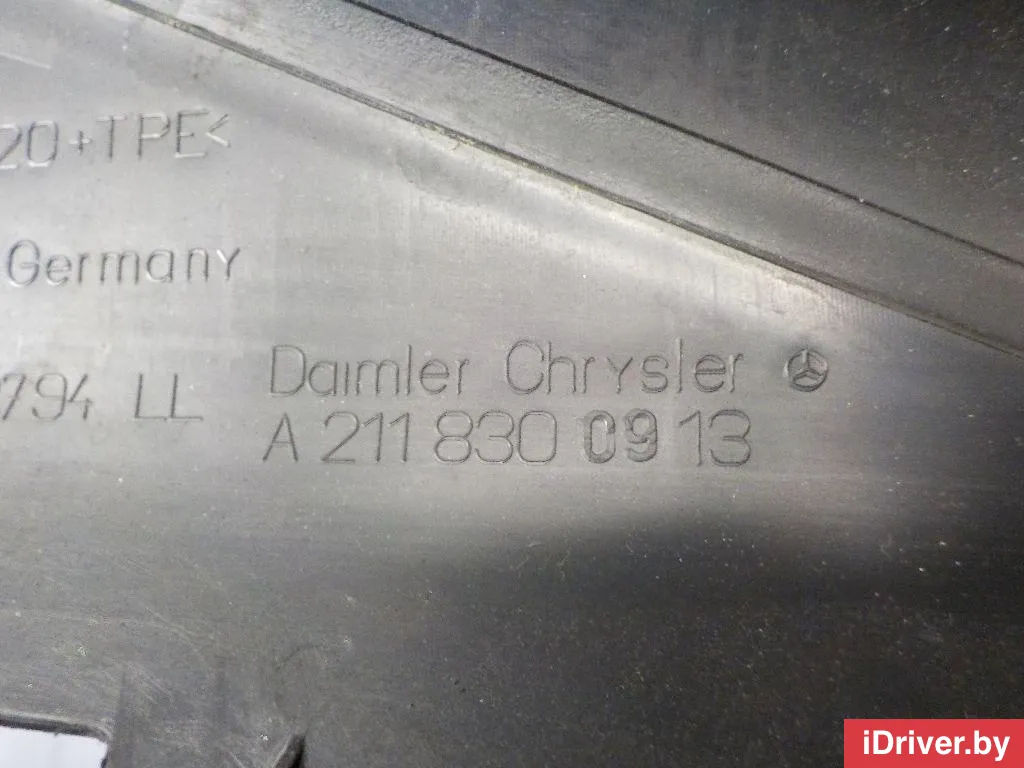 20+TPE<
Germany
Daimler Chrysler
794 LL
A 211 830 09 13
iDriver.by